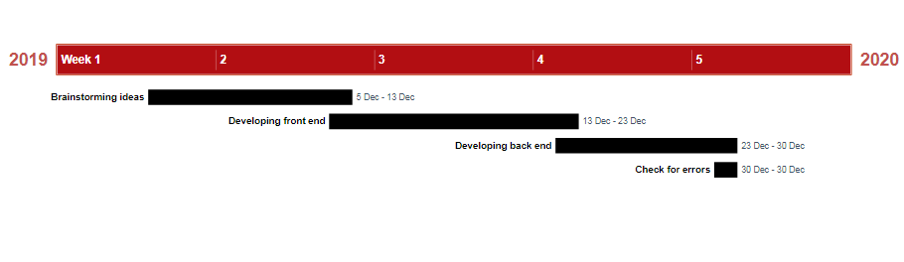 2019 Week 1 2 3 4 5 2020
Brainstorming ideas 5 Dec - 13 Dec
Developing front end 13 Dec - 23 Dec
Developing back end 23 Dec - 30 Dec
Check for errors 30 Dec - 30 Dec